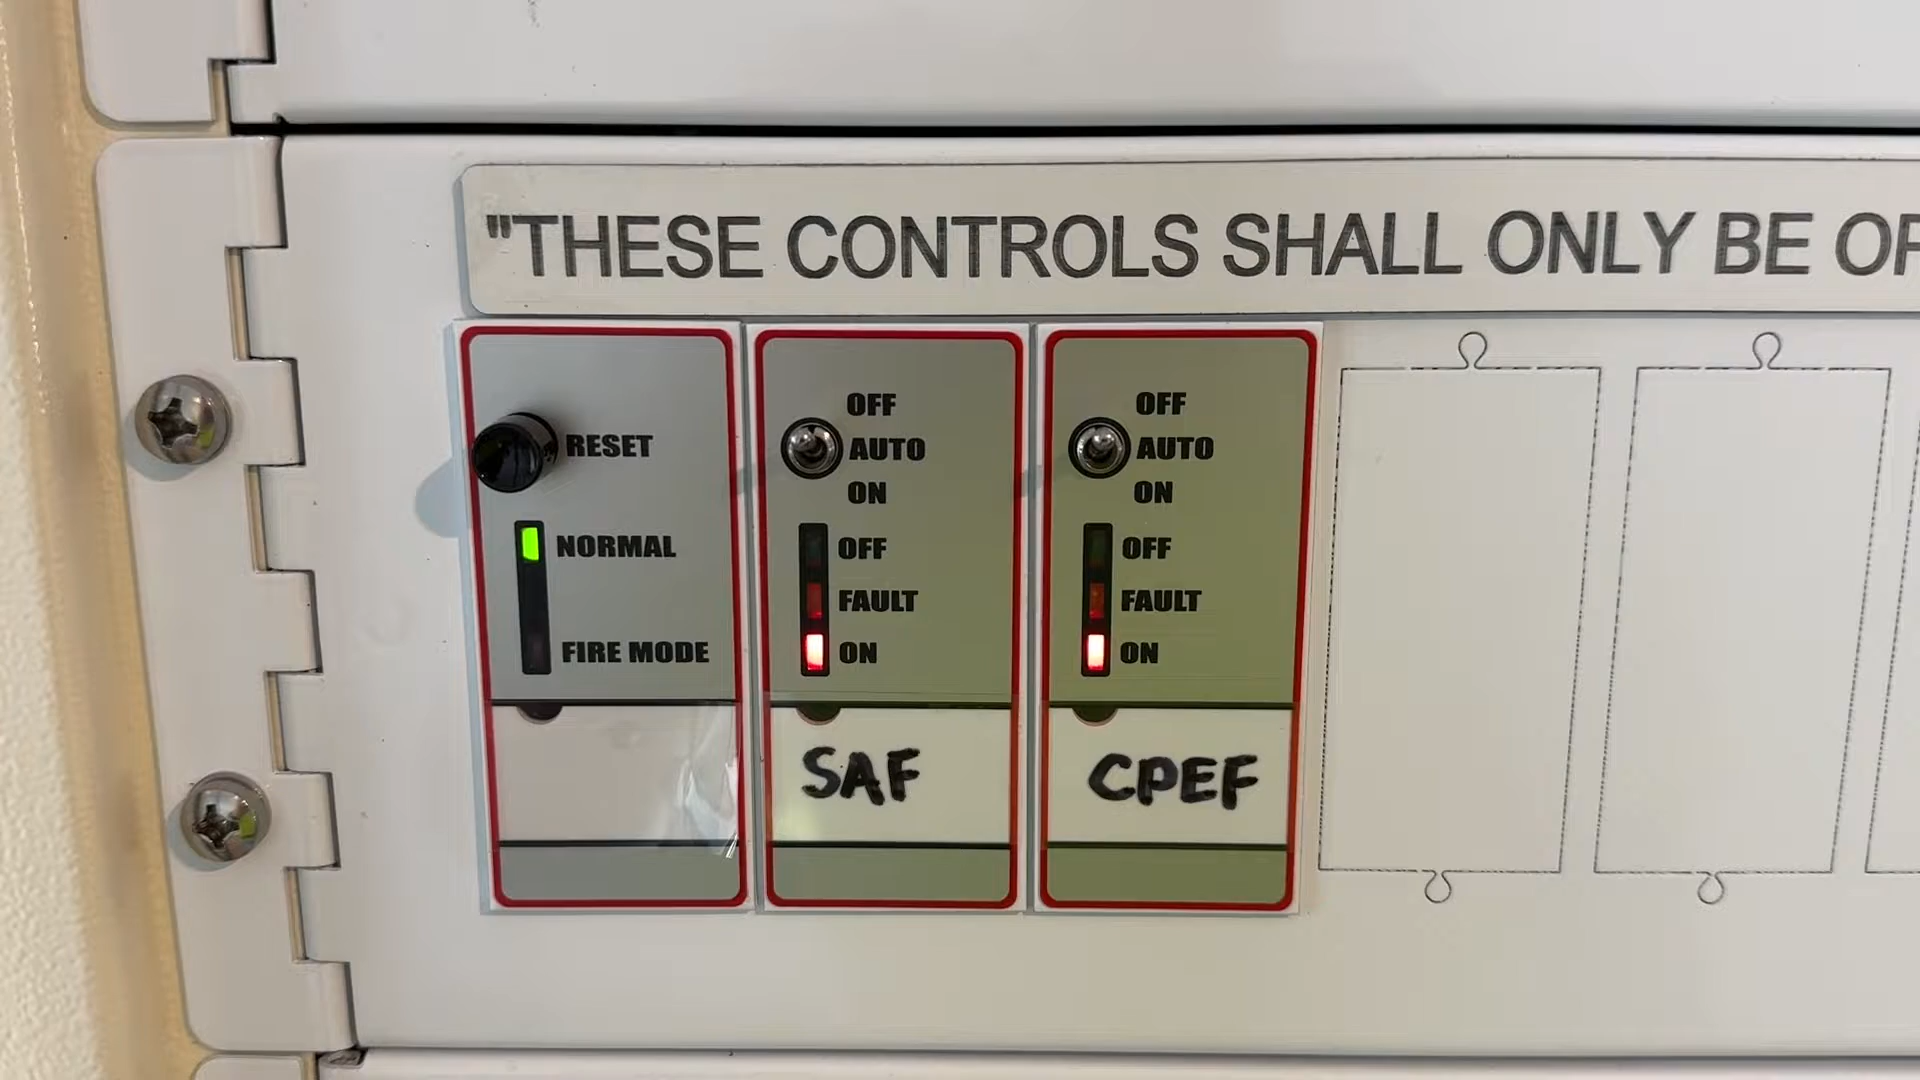 "THESE CONTROLS SHALL ONLY BE
RESET
NORMAL
FIRE MODE
OFF
AUTO
ON
OFF
FAULT
ON
SAF
OFF
AUTO
ON
OFF
FAULT
ON
CPEF